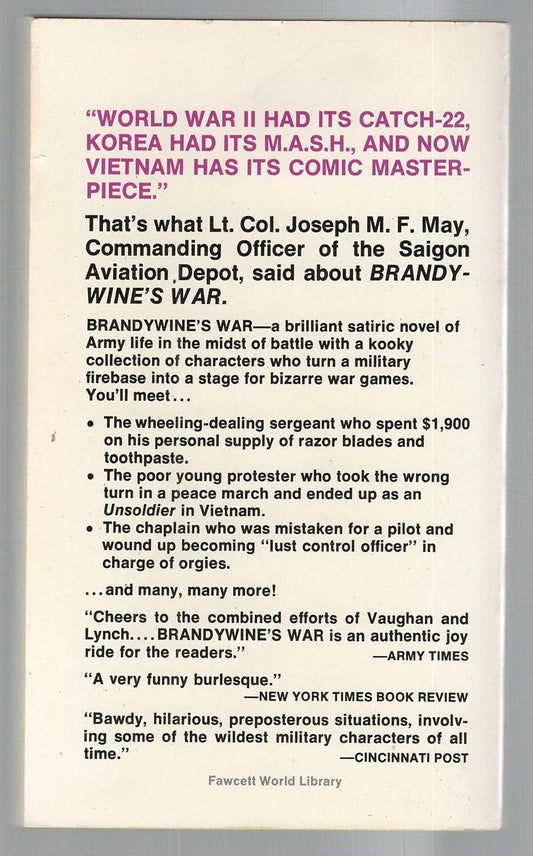 “WORLD WAR II HAD ITS CATCH-22,
KOREA HAD ITS M.A.S.H., AND NOW
VIETNAM HAS ITS COMIC MASTER-
PIECE.”
That’s what Lt. Col. Joseph M. F. May,
Commanding Officer of the Saigon
Aviation Depot, said about BRANDY-
WINE’S WAR.
BRANDYWINE’S WAR—a brilliant satiric novel of
Army life in the midst of battle with a kooky
collection of characters who turn a military
firebase into a stage for bizarre war games.
You’ll meet...
• The wheeling-dealing sergeant who spent $1,900
on his personal supply of razor blades and
toothpaste.
• The poor young protester who took the wrong
turn in a peace march and ended up as an
Unsoldier in Vietnam.
• The chaplain who was mistaken for a pilot and
wound up becoming “lust control officer” in
charge of orgies.
...and many, many more!
“Cheers to the combined efforts of Vaughan and
Lynch....BRANDYWINE’S WAR is an authentic joy
ride for the readers.” —ARMY TIMES
“A very funny burlesque.”
—NEW YORK TIMES BOOK REVIEW
“Bawdy, hilarious, preposterous situations, involv-
ing some of the wildest military characters of all
time.” —CINCINNATI POST
Fawcett World Library